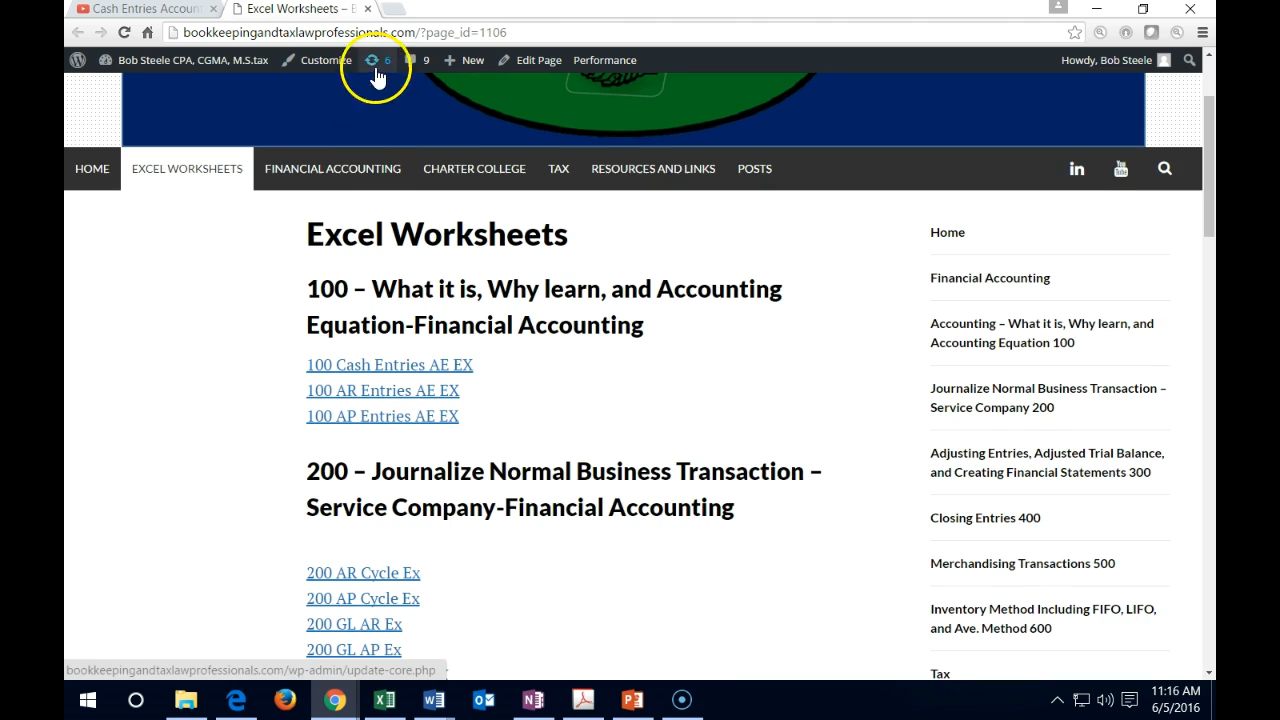 Cash Entries Accoun
Excel Worksheets – B
bookkeepingandtaxlawprofessionals.com/?page_id=1106
Bob Steele CPA, CGMA, M.S.tax Customize 6 9 New Edit Page Performance Howdy, Bob Steele
HOME EXCEL WORKSHEETS FINANCIAL ACCOUNTING CHARTER COLLEGE TAX RESOURCES AND LINKS POSTS in You Tube
Excel Worksheets
100 – What it is, Why learn, and Accounting
Equation-Financial Accounting
100 Cash Entries AE EX
100 AR Entries AE EX
100 AP Entries AE EX
200 – Journalize Normal Business Transaction –
Service Company-Financial Accounting
200 AR Cycle Ex
200 AP Cycle Ex
200 GL AR Ex
200 GL AP Ex
Home
Financial Accounting
Accounting – What it is, Why learn, and
Accounting Equation 100
Journalize Normal Business Transaction –
Service Company 200
Adjusting Entries, Adjusted Trial Balance,
and Creating Financial Statements 300
Closing Entries 400
Merchandising Transactions 500
Inventory Method Including FIFO, LIFO,
and Ave. Method 600
Tax
bookkeepingandtaxlawprofessionals.com/wp-admin/update-core.php
11:16 AM
6/5/2016